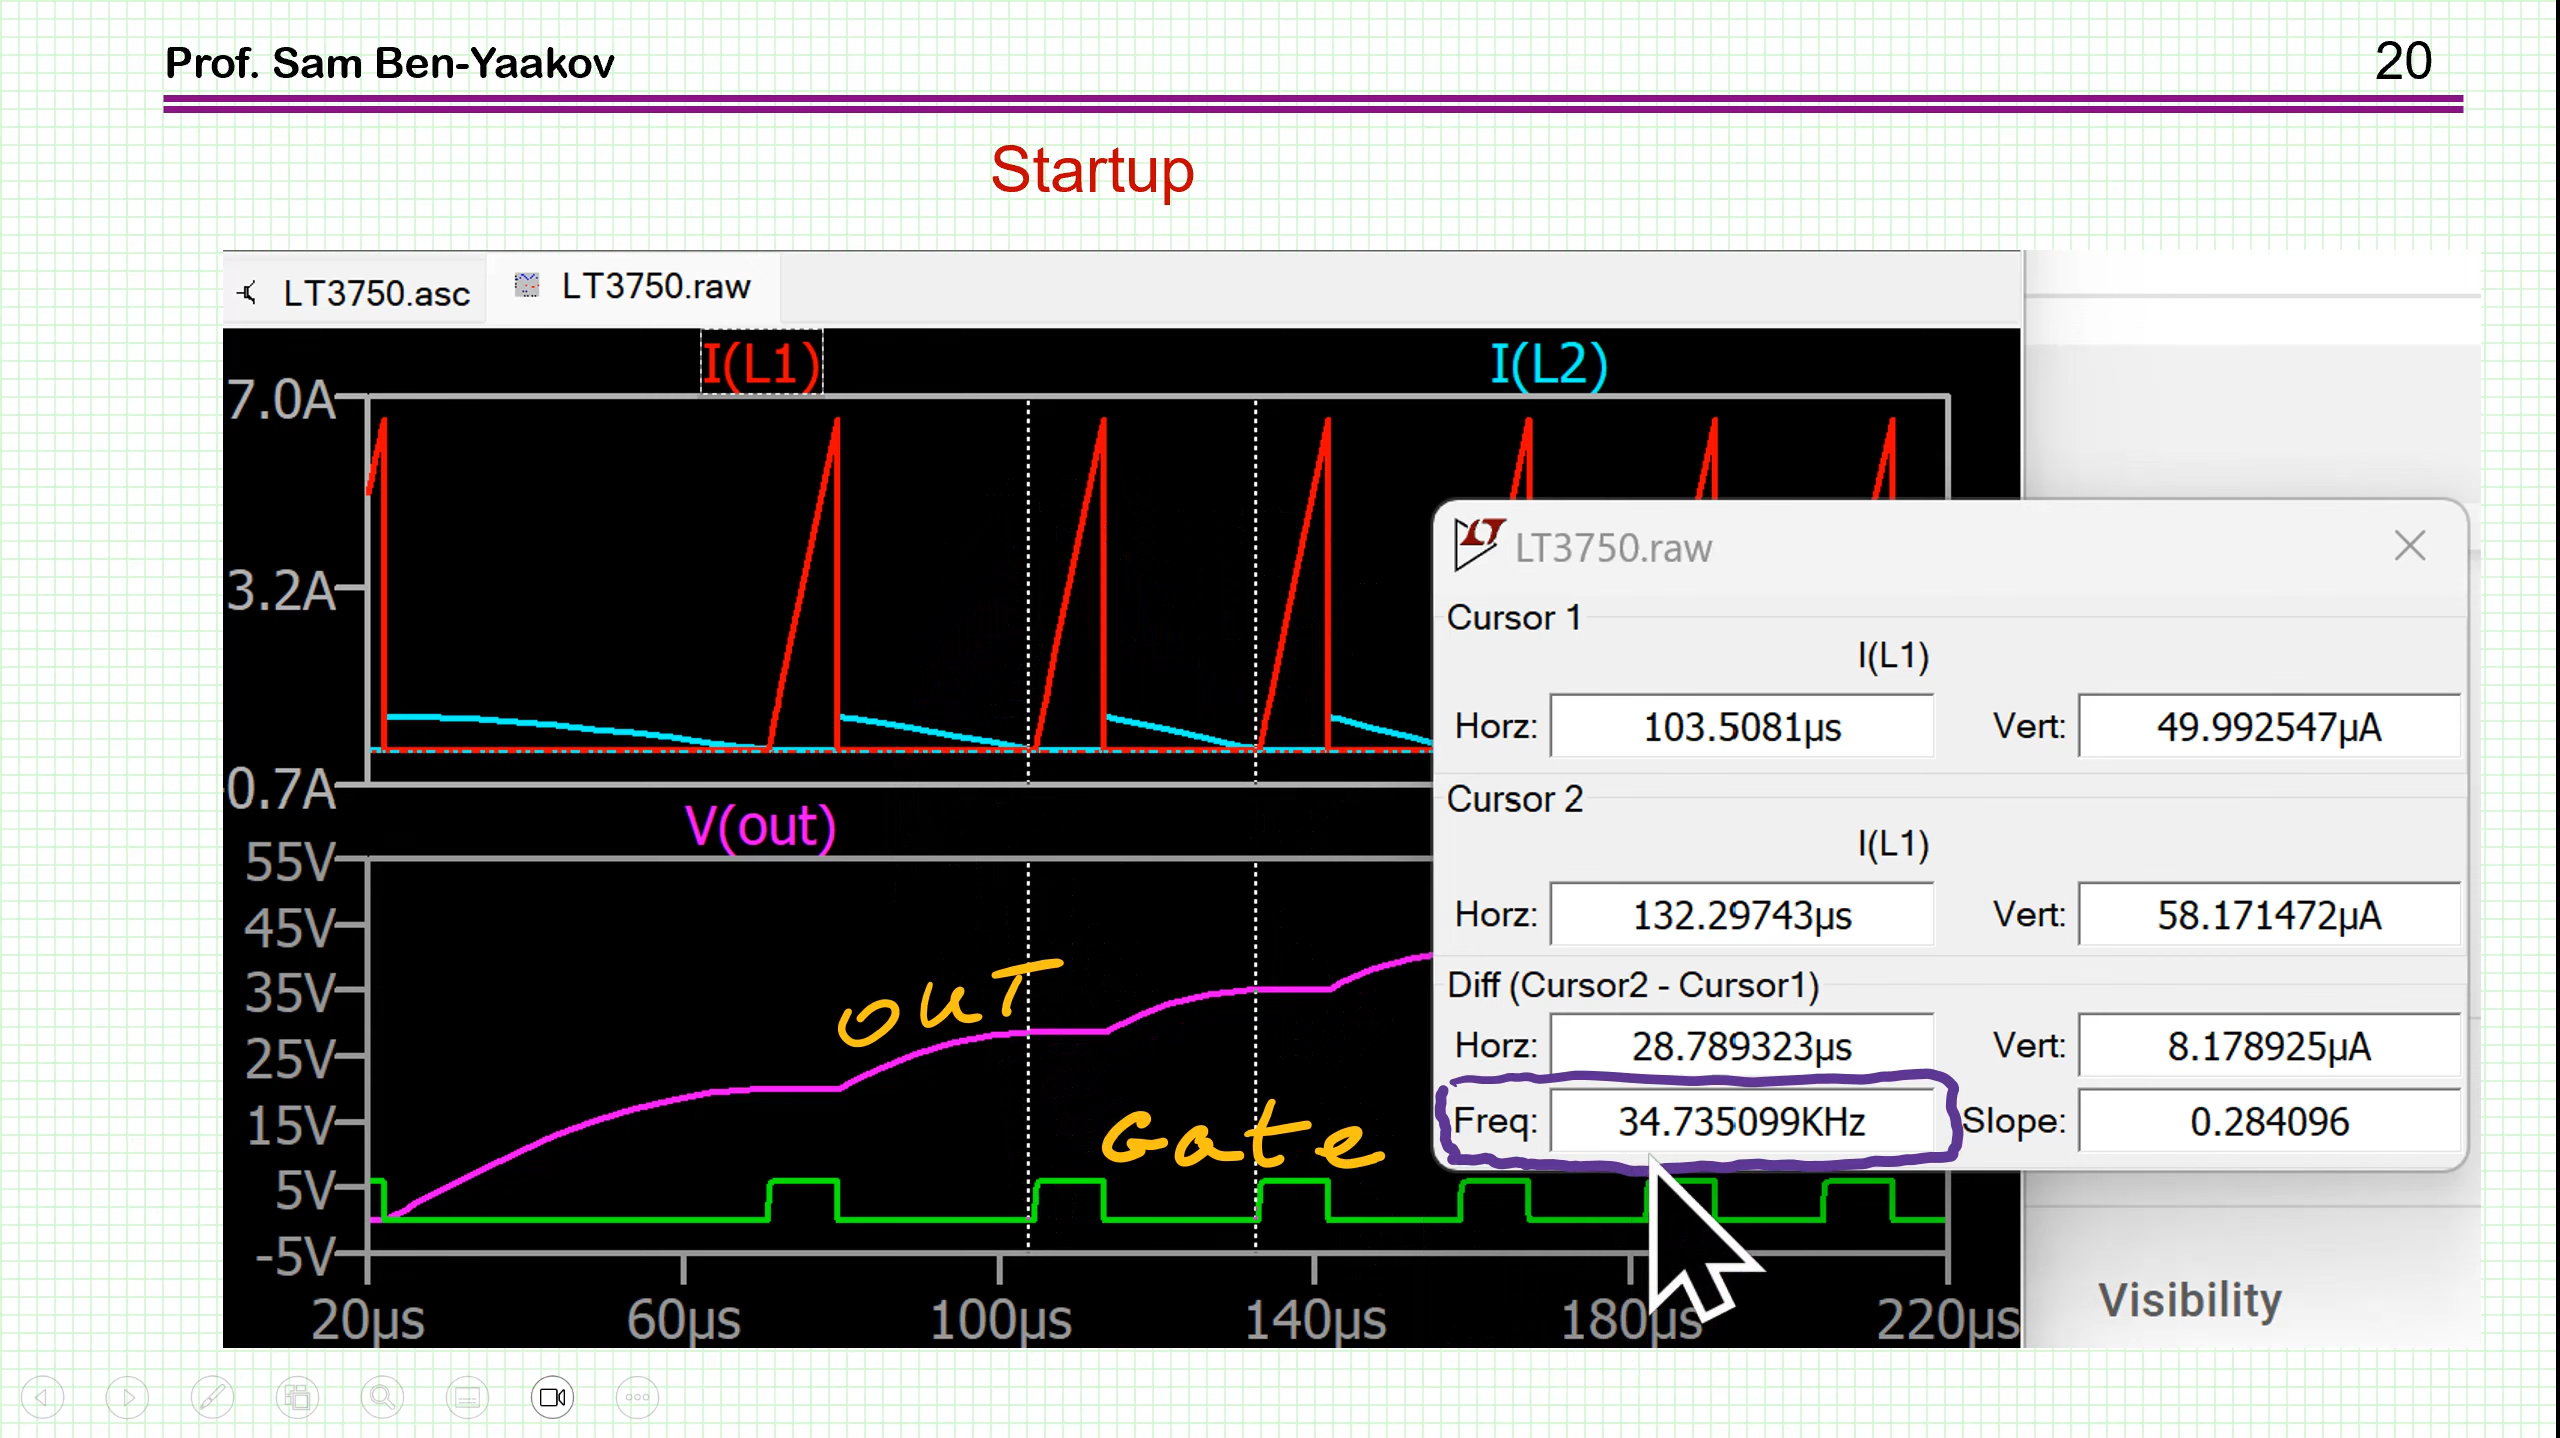 Prof. Sam Ben-Yaakov
20
Startup
LT3750.asc
LT3750.raw
I(L1)
I(L2)
7.0A
3.2A
-0.7A
V(out)
55V
45V
35V
25V
15V
5V
-5V
OUT
Gate
20µs
60µs
100µs
140µs
180µs
220µs
LT3750.raw
Cursor 1
I(L1)
Horz: 103.5081µs Vert: 49.992547µA
Cursor 2
I(L1)
Horz: 132.29743µs Vert: 58.171472µA
Diff (Cursor2 - Cursor1)
Horz: 28.789323µs Vert: 8.178925µA
Freq: 34.735099KHz Slope: 0.284096
Visibility